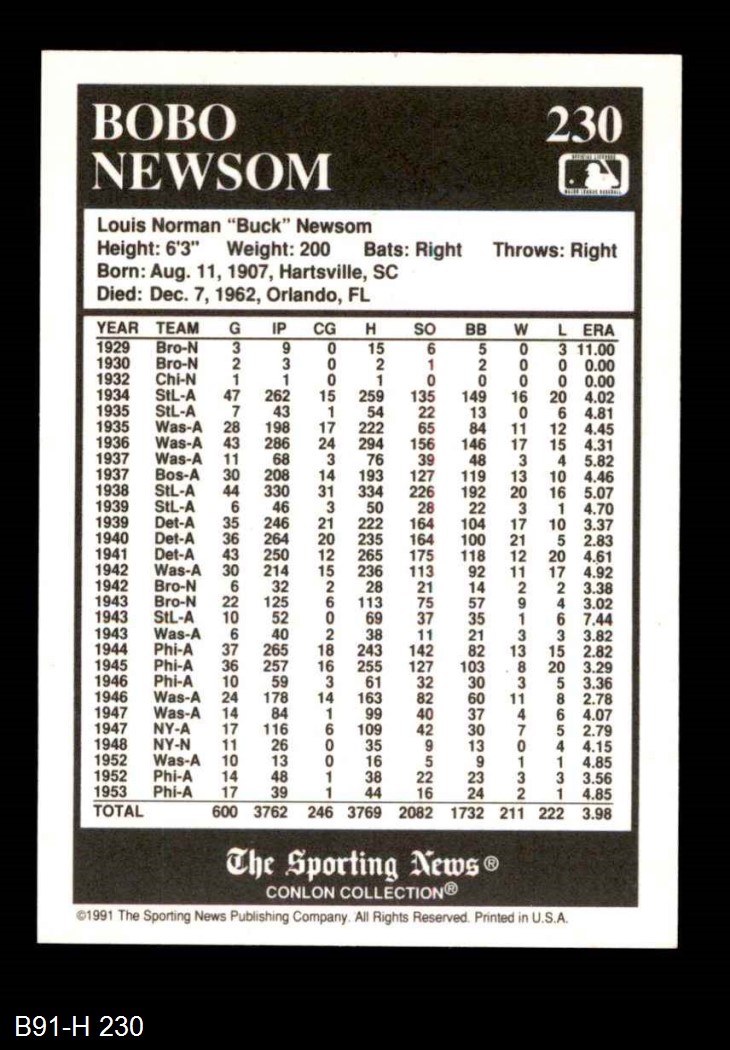 BOBO
NEWSOM
230
OFFICIAL LICENSEE
MAJOR LEAGUE BASEBALL
Louis Norman “Buck” Newsom
Height: 6'3" Weight: 200 Bats: Right Throws: Right
Born: Aug. 11, 1907, Hartsville, SC
Died: Dec. 7, 1962, Orlando, FL
YEAR TEAM G IP CG H SO BB W L ERA
1929 Bro-N 3 9 0 15 6 5 0 3 11.00
1930 Bro-N 2 3 0 2 1 2 0 0 0.00
1932 Chi-N 1 1 0 1 0 0 0 0 0.00
1934 StL-A 47 262 15 259 135 149 16 20 4.02
1935 StL-A 7 43 1 54 22 13 0 6 4.81
1935 Was-A 28 198 17 222 65 84 11 12 4.45
1936 Was-A 43 286 24 294 156 146 17 15 4.31
1937 Was-A 11 68 3 76 39 48 3 4 5.82
1937 Bos-A 30 208 14 193 127 119 13 10 4.46
1938 StL-A 44 330 31 334 226 192 20 16 5.07
1939 StL-A 6 46 3 50 28 22 3 1 4.70
1939 Det-A 35 246 21 222 164 104 17 10 3.37
1940 Det-A 36 264 20 235 164 100 21 5 2.83
1941 Det-A 43 250 12 265 175 118 12 20 4.61
1942 Was-A 30 214 15 236 113 92 11 17 4.92
1942 Bro-N 6 32 2 28 21 14 2 2 3.38
1943 Bro-N 22 125 6 113 75 57 9 4 3.02
1943 StL-A 10 52 0 69 37 35 1 6 7.44
1943 Was-A 6 40 2 38 11 21 3 3 3.82
1944 Phi-A 37 265 18 243 142 82 13 15 2.82
1945 Phi-A 36 257 16 255 127 103 8 20 3.29
1946 Phi-A 10 59 3 61 32 30 3 5 3.36
1946 Was-A 24 178 14 163 82 60 11 8 2.78
1947 Was-A 14 84 1 99 40 37 4 6 4.07
1947 NY-A 17 116 6 109 42 30 7 5 2.79
1948 NY-N 11 26 0 35 9 13 0 4 4.15
1952 Was-A 10 13 0 16 5 9 1 1 4.85
1952 Phi-A 14 48 1 38 22 23 3 3 3.56
1953 Phi-A 17 39 1 44 16 24 2 1 4.85
TOTAL 600 3762 246 3769 2082 1732 211 222 3.98
The Sporting News®
CONLON COLLECTION®
©1991 The Sporting News Publishing Company. All Rights Reserved. Printed in U.S.A.
B91-H 230